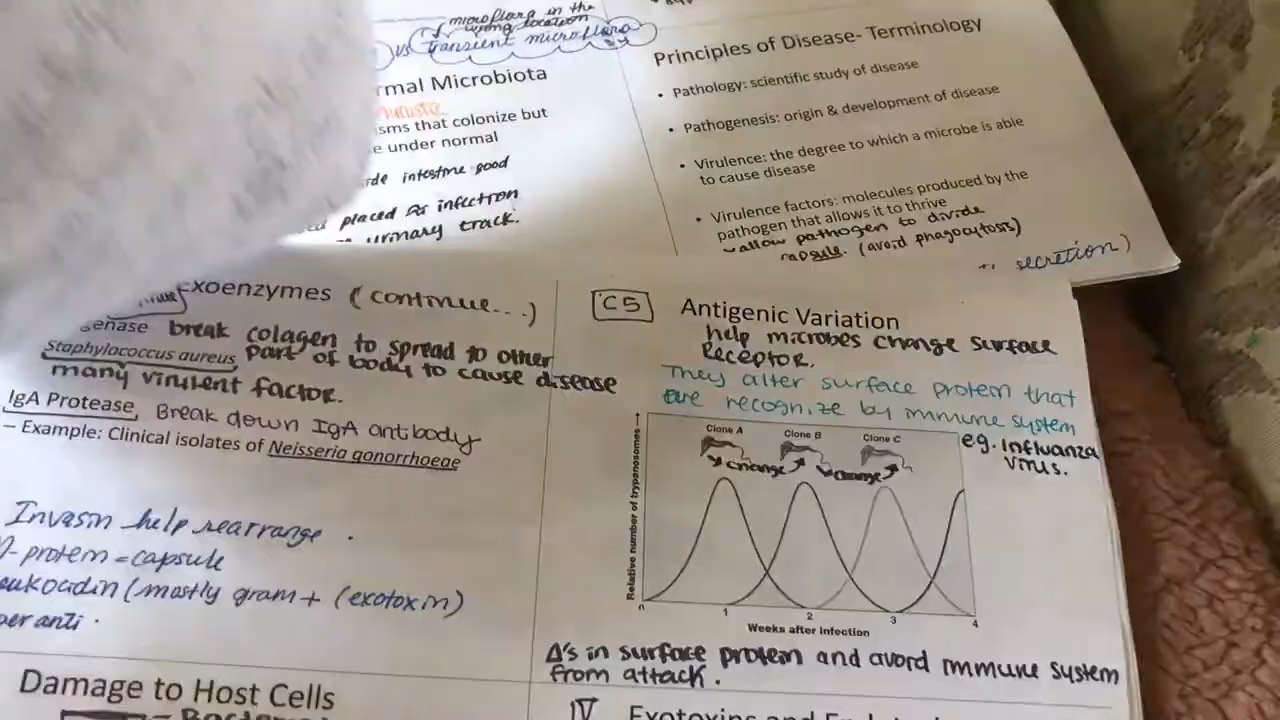 microflora in the
wrong location
vs transient microflora
rmal Microbiota
sms that colonize but
e under normal
intestine good
placed as infection
urinary track.
Principles of Disease- Terminology
• Pathology: scientific study of disease
• Pathogenesis: origin & development of disease
• Virulence: the degree to which a microbe is able
to cause disease
• Virulence factors: molecules produced by the
pathogen that allows it to thrive
allow pathogen to divide
capsule. (avoid phagocytosis)
secretion)
Exoenzymes (continue...)
genase break colagen to spread to other
Staphylococcus aureus, part of body to cause disease
many virulent factor.
IgA Protease, Break down IgA antibody
– Example: Clinical isolates of Neisseria gonorrhoeae
Invasin help rearrange .
-protein = capsule
eukocidin (mostly gram + (exotoxin)
per anti .
Damage to Host Cells
C5 Antigenic Variation
help microbes change surface
Receptor.
They alter surface protein that
are recognize by immune system
eg. Influenza
virus.
Clone A Clone B Clone C
change change
Relative number of trypanosomes →
0 1 2 3 4
Weeks after infection
Δ's in surface protein and avoid immune system
from attack.
IV